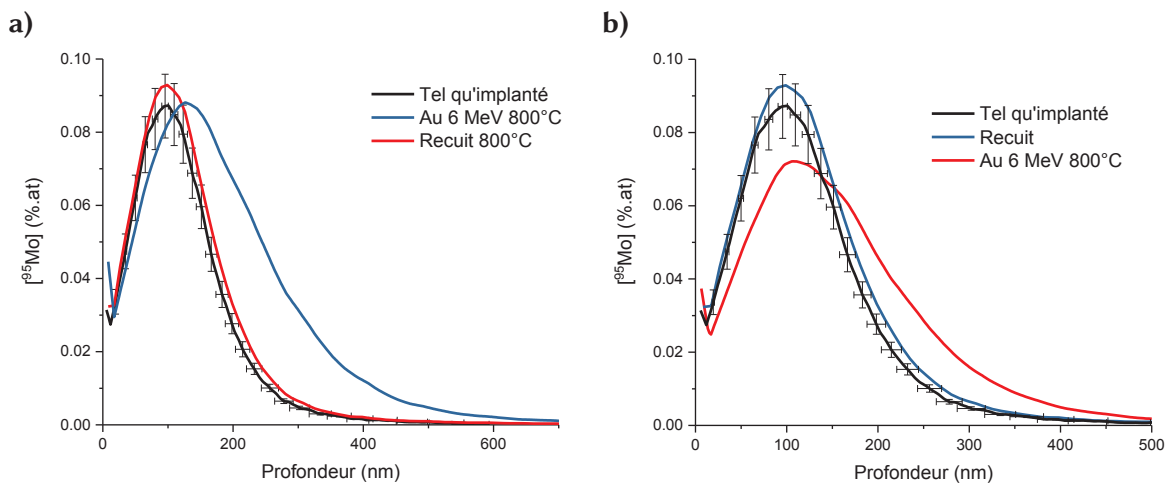 a)
0.10
0.08
0.06
0.04
0.02
0.00
0
200
400
600
[⁹⁵Mo] (%.at)
Profondeur (nm)
Tel qu'implanté
Au 6 MeV 800°C
Recuit 800°C
b)
0.10
0.08
0.06
0.04
0.02
0.00
0
100
200
300
400
500
[⁹⁵Mo] (%.at)
Profondeur (nm)
Tel qu'implanté
Recuit
Au 6 MeV 800°C